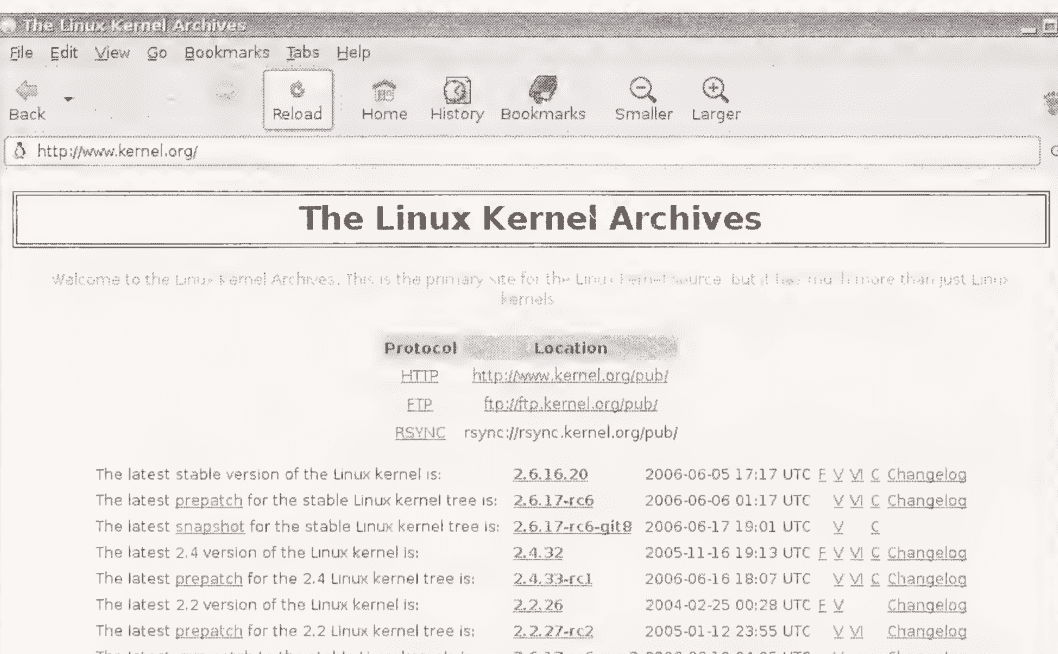 The Linux Kernel Archives
File Edit View Go Bookmarks Tabs Help
Back Reload Home History Bookmarks Smaller Larger
http://www.kernel.org/
The Linux Kernel Archives
Welcome to the Linux Kernel Archives. This is the primary site for the Linux kernel source, but it has much more than just Linux
kernels
Protocol Location
HTTP http://www.kernel.org/pub/
FTP ftp://ftp.kernel.org/pub/
RSYNC rsync://rsync.kernel.org/pub/
The latest stable version of the Linux kernel is: 2.6.16.20 2006-06-05 17:17 UTC F V VI C Changelog
The latest prepatch for the stable Linux kernel tree is: 2.6.17-rc6 2006-06-06 01:17 UTC V VI C Changelog
The latest snapshot for the stable Linux kernel tree is: 2.6.17-rc6-git8 2006-06-17 19:01 UTC V C
The latest 2.4 version of the Linux kernel is: 2.4.32 2005-11-16 19:13 UTC F V VI C Changelog
The latest prepatch for the 2.4 Linux kernel tree is: 2.4.33-rc1 2006-06-16 18:07 UTC V VI C Changelog
The latest 2.2 version of the Linux kernel is: 2.2.26 2004-02-25 00:28 UTC F V Changelog
The latest prepatch for the 2.2 Linux kernel tree is: 2.2.27-rc2 2005-01-12 23:55 UTC V VI Changelog